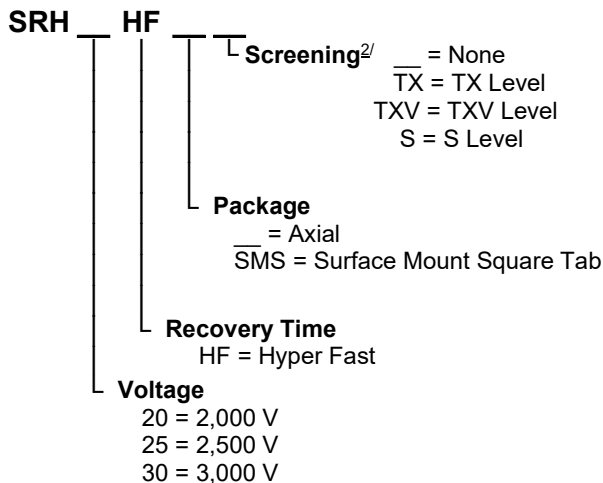 SRH __ HF __ __
Screening2/ __ = None
TX = TX Level
TXV = TXV Level
S = S Level
Package
__ = Axial
SMS = Surface Mount Square Tab
Recovery Time
HF = Hyper Fast
Voltage
20 = 2,000 V
25 = 2,500 V
30 = 3,000 V